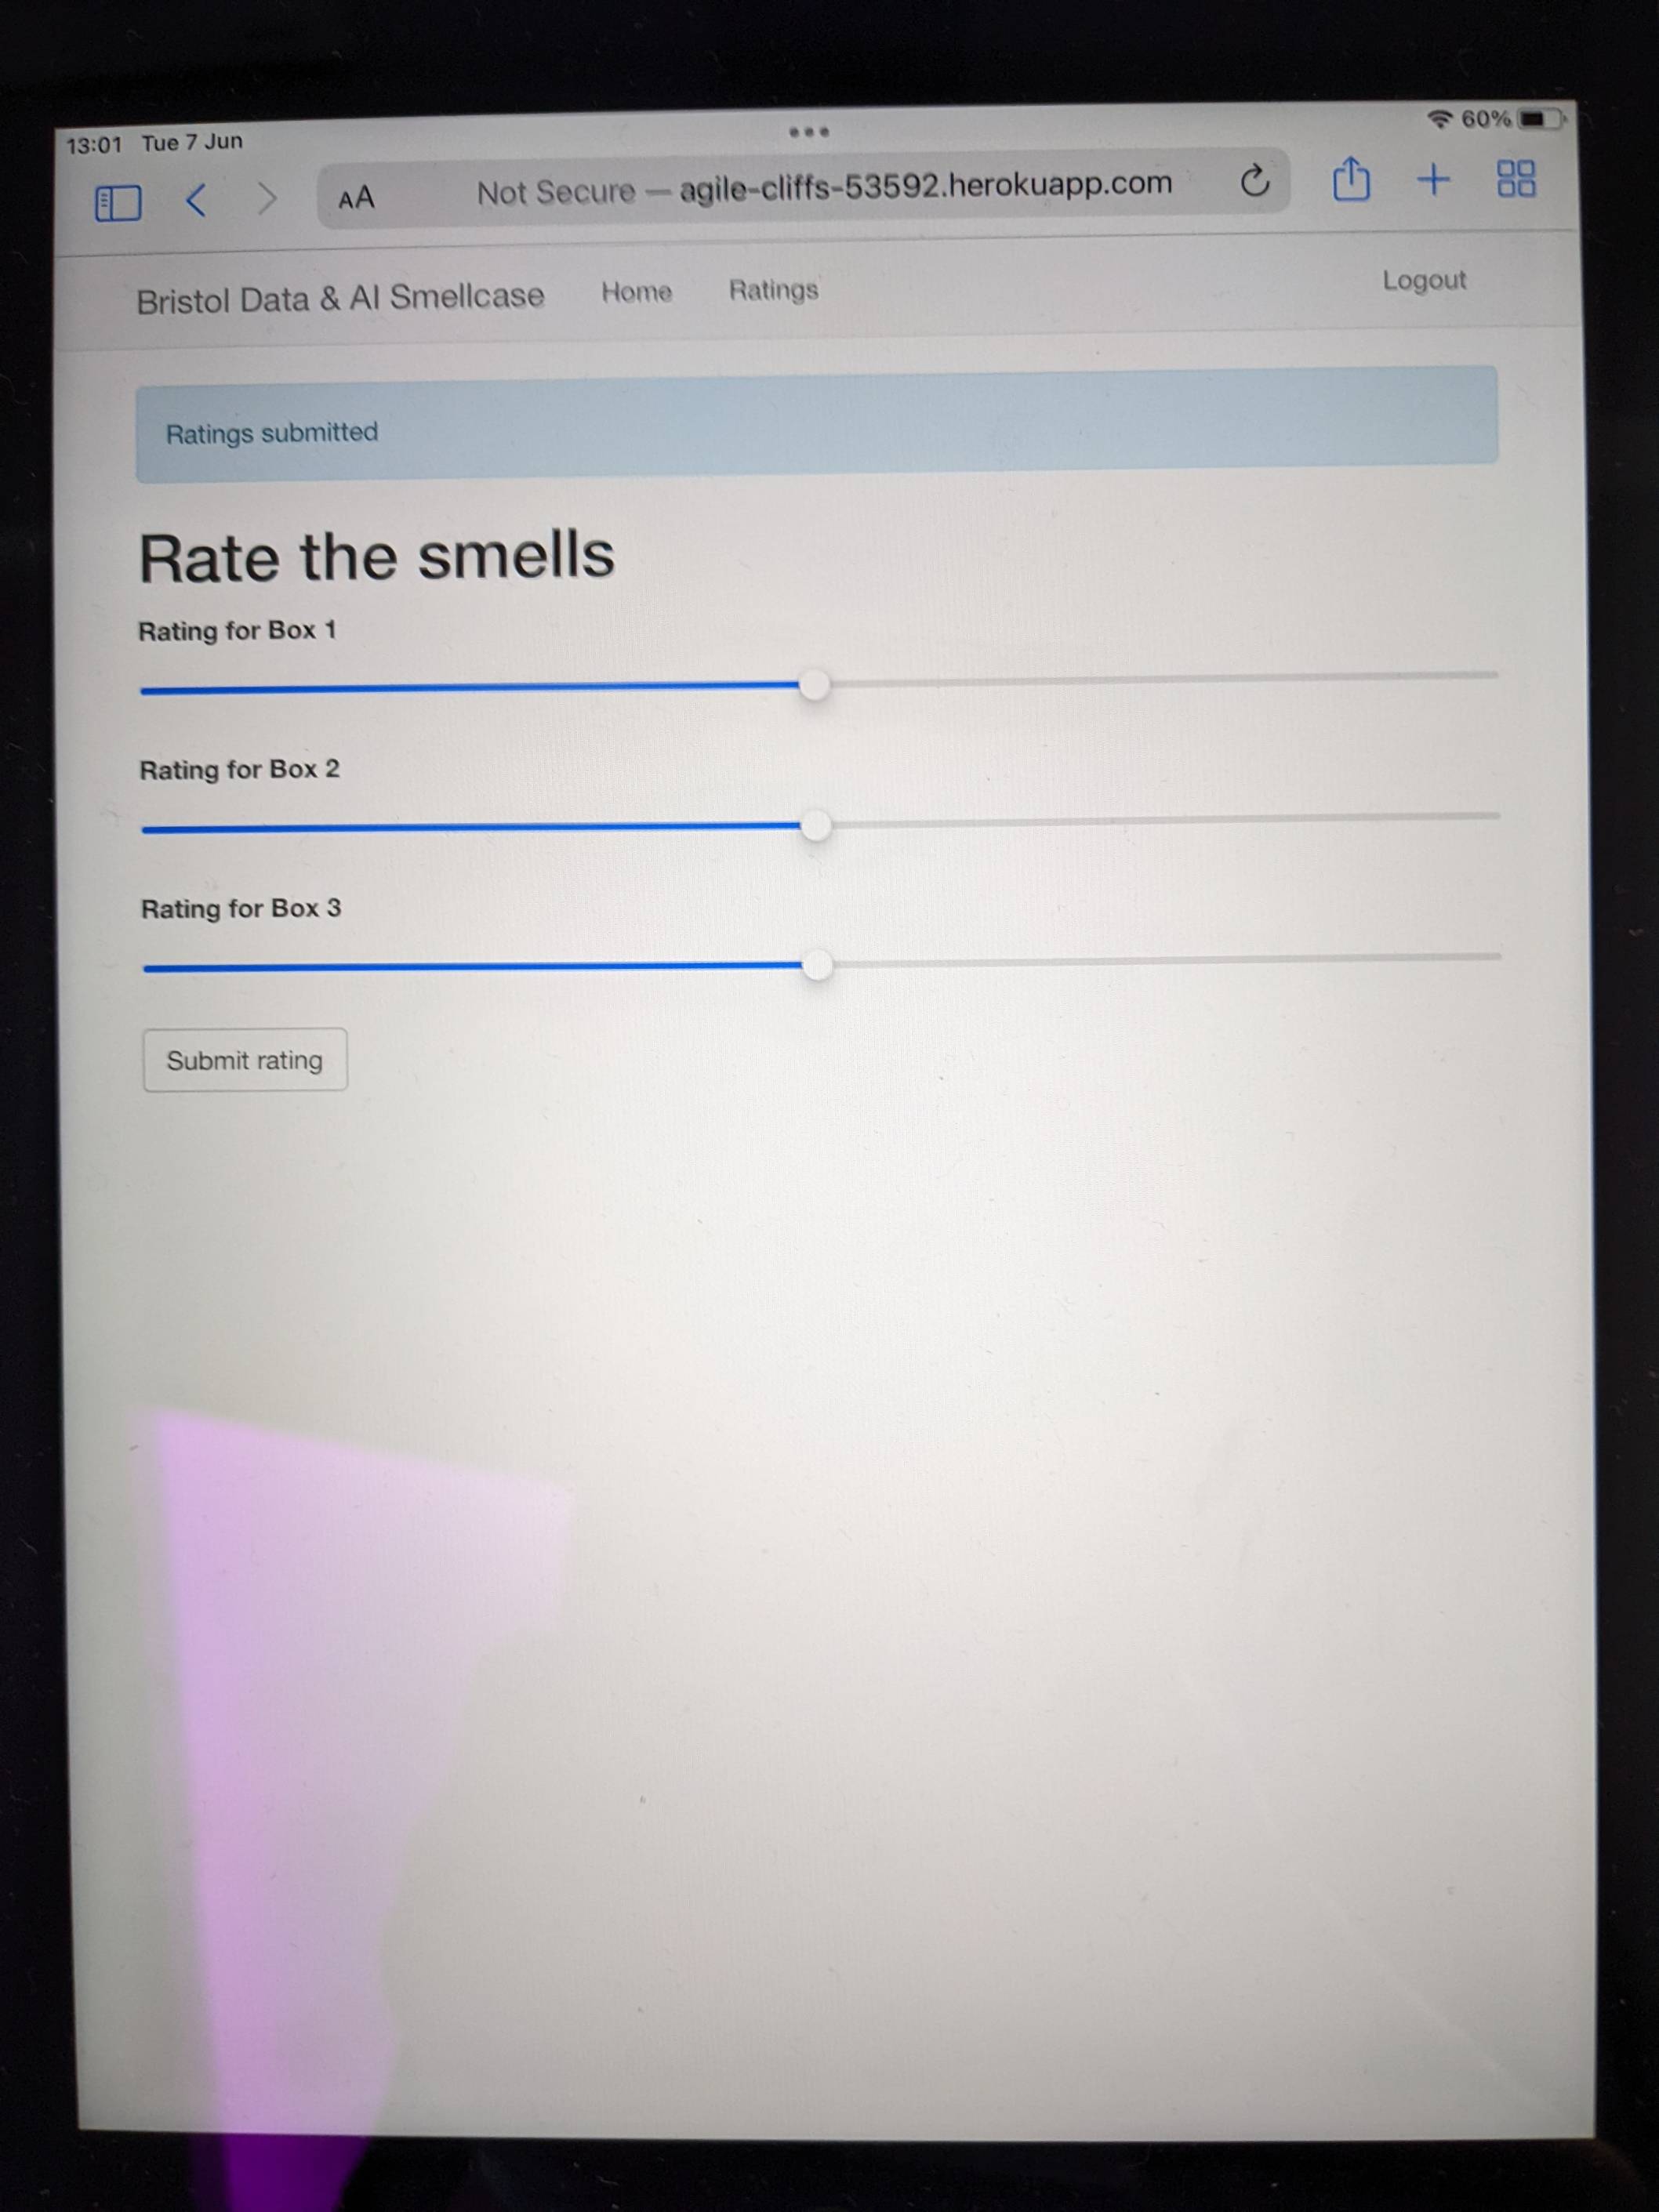 13:01 Tue 7 Jun 60%
AA Not Secure — agile-cliffs-53592.herokuapp.com
Bristol Data & AI Smellcase Home Ratings Logout
Ratings submitted
Rate the smells
Rating for Box 1
Rating for Box 2
Rating for Box 3
Submit rating